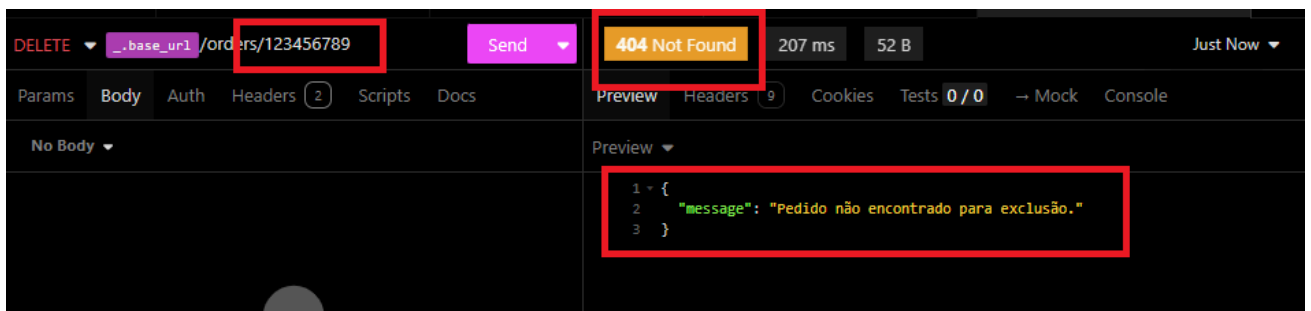 DELETE _.base_url /orders/123456789 Send
404 Not Found 207 ms 52 B Just Now
Params Body Auth Headers 2 Scripts Docs
Preview Headers 9 Cookies Tests 0 / 0 → Mock Console
No Body
Preview
1 {
2 "message": "Pedido não encontrado para exclusão."
3 }